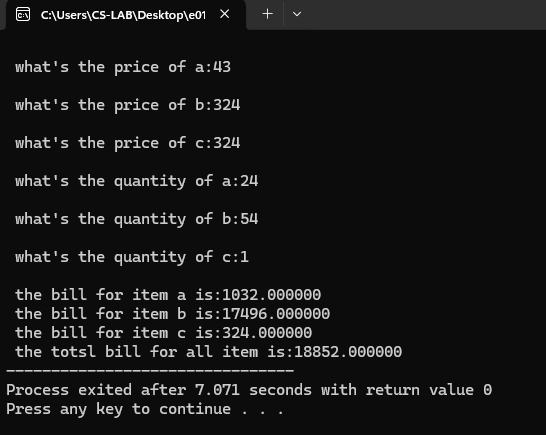 C:\Users\CS-LAB\Desktop\e01
what's the price of a:43
what's the price of b:324
what's the price of c:324
what's the quantity of a:24
what's the quantity of b:54
what's the quantity of c:1
the bill for item a is:1032.000000
the bill for item b is:17496.000000
the bill for item c is:324.000000
the totsl bill for all item is:18852.000000
--------------------------------
Process exited after 7.071 seconds with return value 0
Press any key to continue . . .